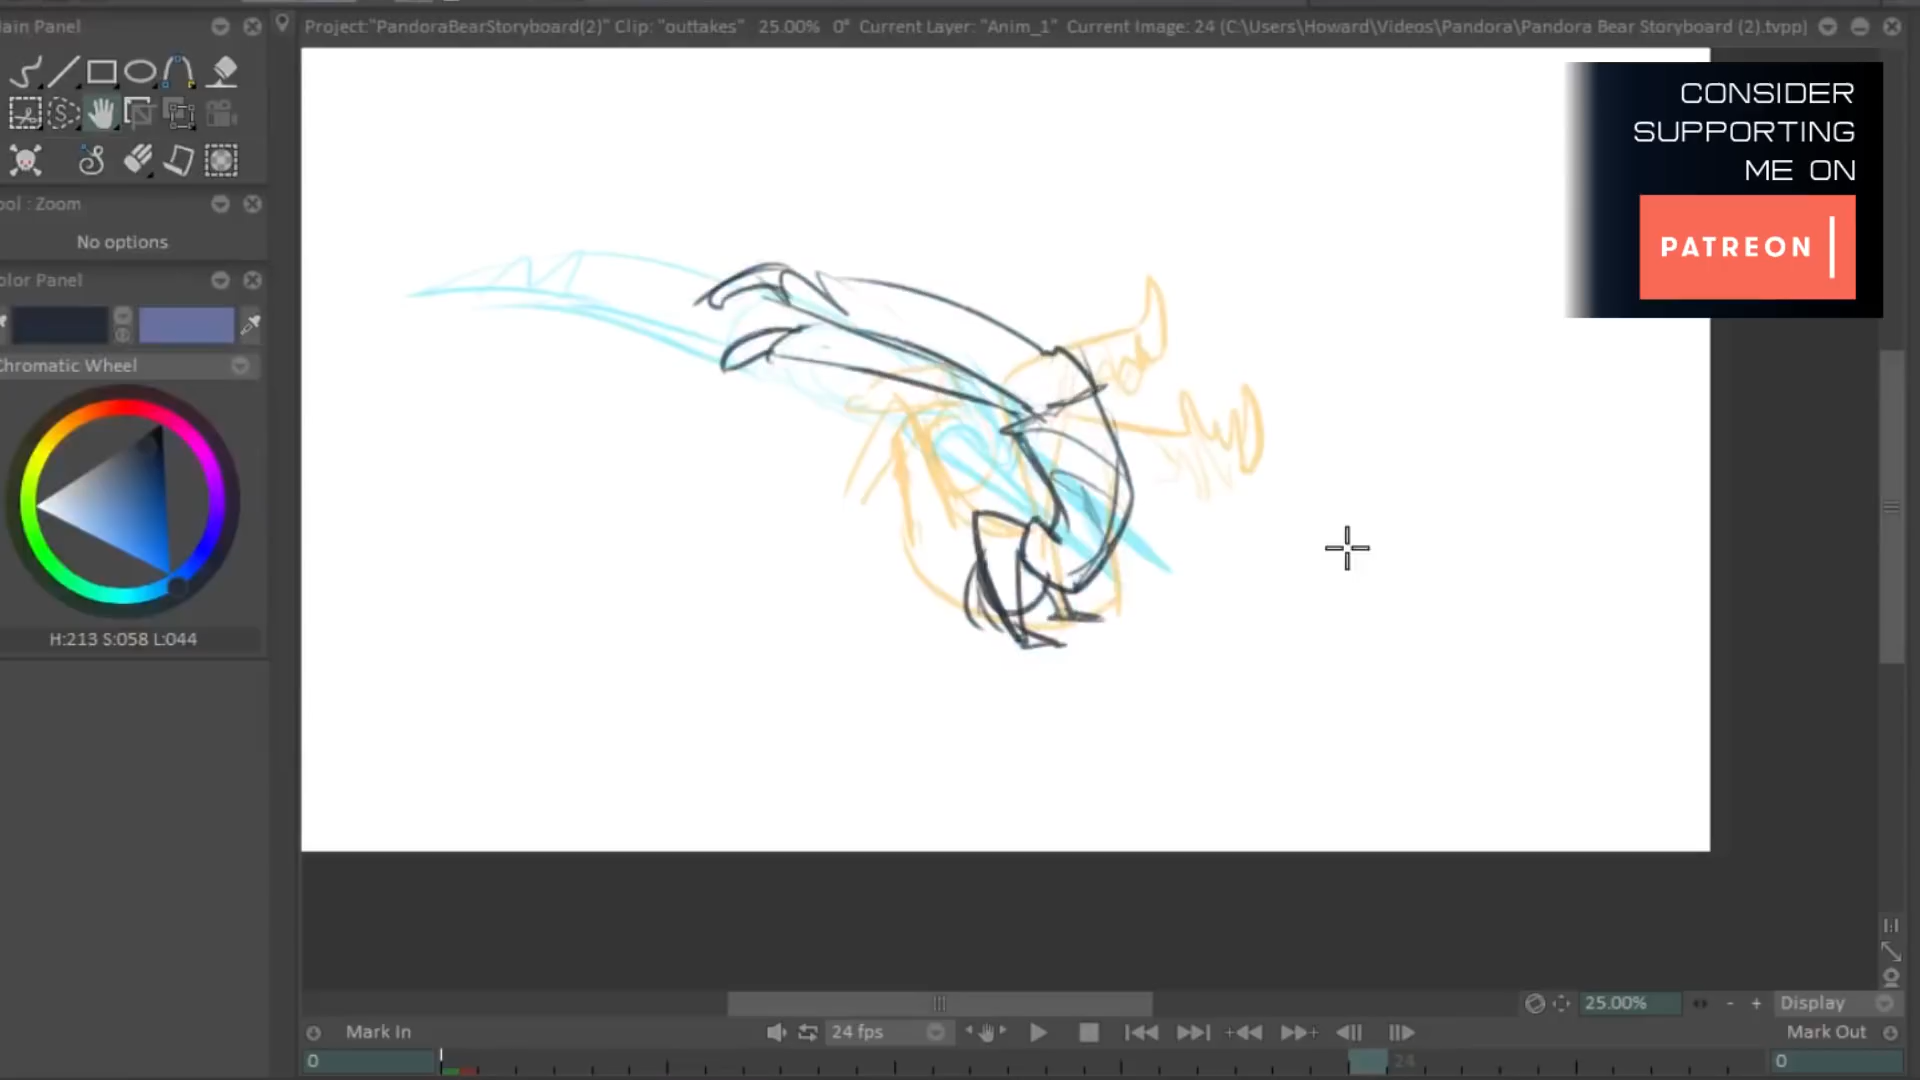 ain Panel
Project:"PandoraBearStoryboard(2)" Clip: "outtakes" 25.00% 0° Current Layer: "Anim_1" Current Image: 24 (C:\Users\Howard\Videos\Pandora\Pandora Bear Storyboard (2).tvpp)
CONSIDER
SUPPORTING
ME ON
PATREON
ool : Zoom
No options
olor Panel
Chromatic Wheel
H:213 S:058 L:044
25.00%
- +
Display
Mark In
24 fps
Mark Out
0
24
0